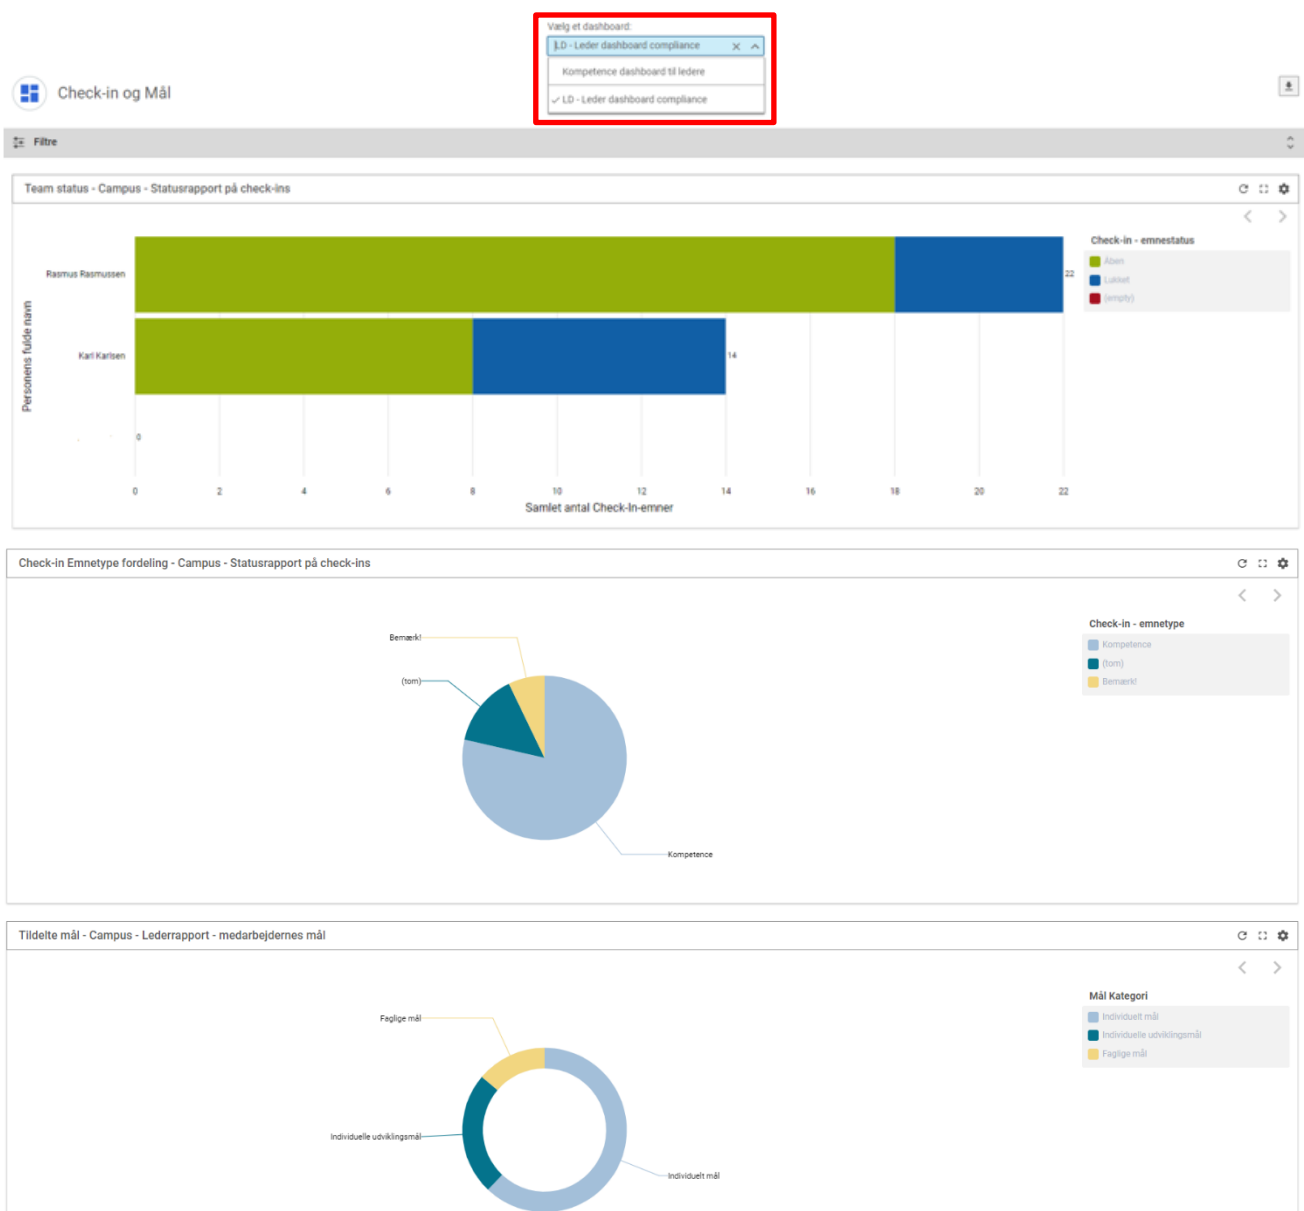 Vælg et dashboard:
LD - Leder dashboard compliance
Kompetence dashboard til ledere
LD - Leder dashboard compliance
Check-in og Mål
Filtre
Team status - Campus - Statusrapport på check-ins
Check-in - emnestatus
Åben
Lukket
(empty)
Personens fulde navn
Rasmus Rasmussen
22
Karl Karlsen
14
0
0 2 4 6 8 10 12 14 16 18 20 22
Samlet antal Check-In-emner
Check-in Emnetype fordeling - Campus - Statusrapport på check-ins
Check-in - emnetype
Kompetence
(tom)
Bemærk!
Bemærk!
(tom)
Kompetence
Tildelte mål - Campus - Lederrapport - medarbejdernes mål
Mål Kategori
Individuelt mål
Individuelle udviklingsmål
Faglige mål
Faglige mål
Individuelle udviklingsmål
Individuelt mål